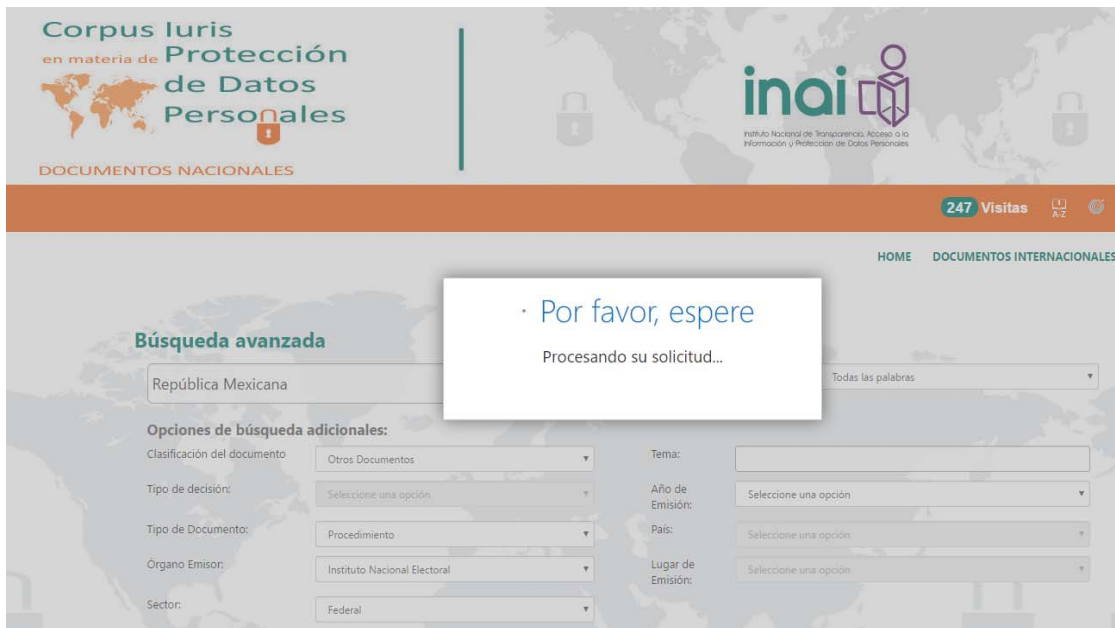 Corpus Iuris
en materia de Protección
de Datos
Personales
DOCUMENTOS NACIONALES
inai
Instituto Nacional de Transparencia, Acceso a la
Información y Protección de Datos Personales
247 Visitas
A-Z
HOME DOCUMENTOS INTERNACIONALES
Por favor, espere
Procesando su solicitud...
Búsqueda avanzada
República Mexicana
Todas las palabras
Opciones de búsqueda adicionales:
Clasificación del documento Otros Documentos Tema:
Tipo de decisión: Seleccione una opción Año de Emisión: Seleccione una opción
Tipo de Documento: Procedimiento País: Seleccione una opción
Órgano Emisor: Instituto Nacional Electoral Lugar de Emisión: Seleccione una opción
Sector: Federal